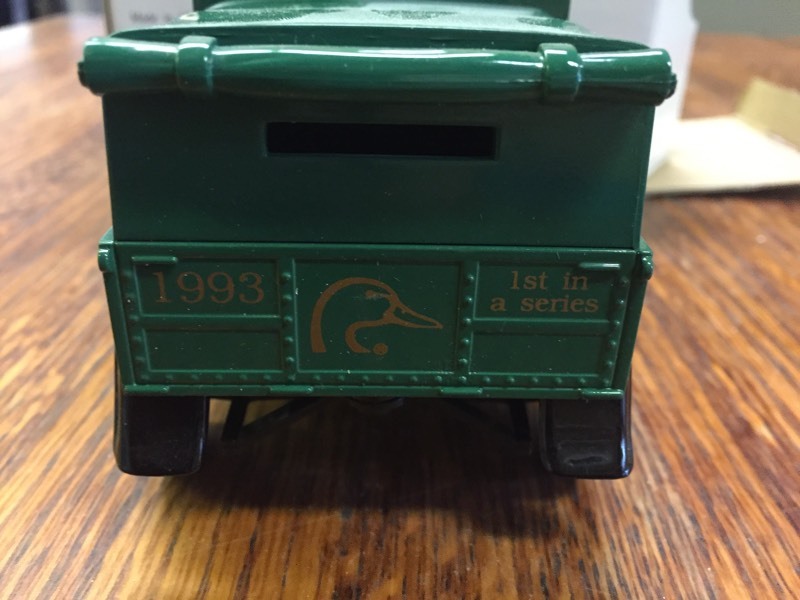 1993
1st in
a series